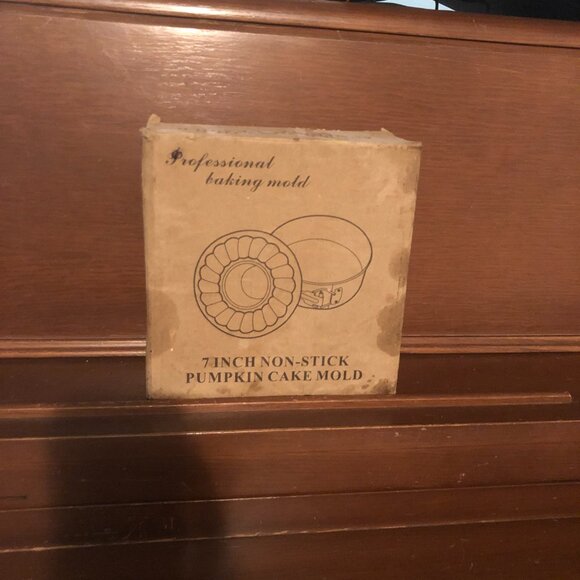 Professional
baking mold
7 INCH NON-STICK
PUMPKIN CAKE MOLD